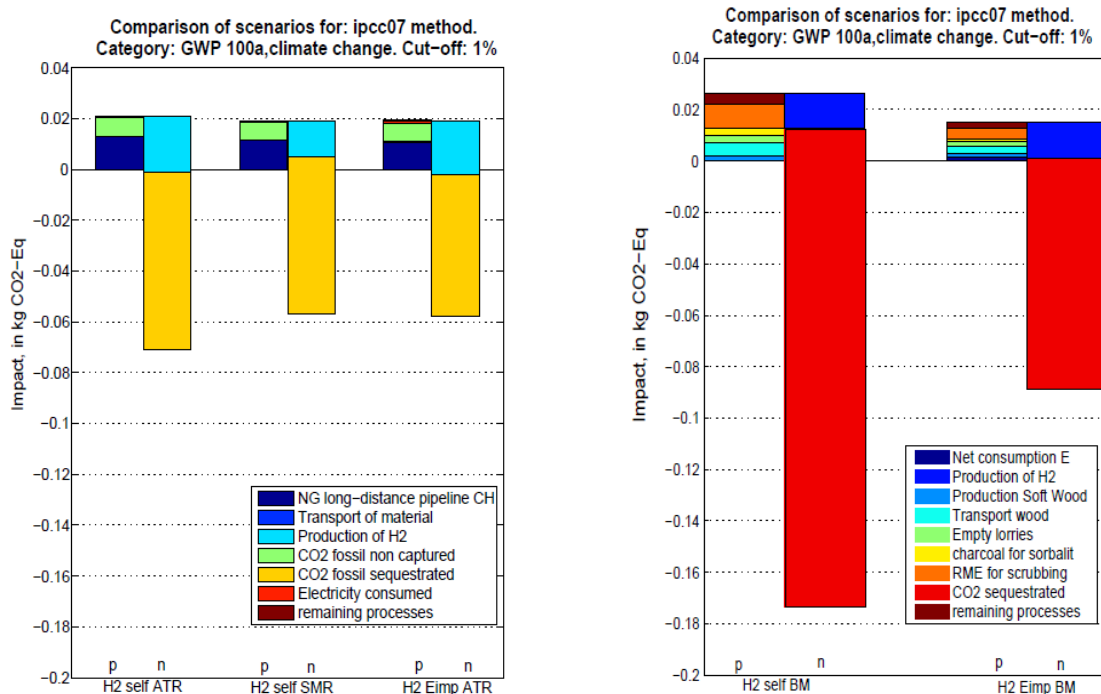 Comparison of scenarios for: ipcc07 method.
Category: GWP 100a,climate change. Cut−off: 1%
0.04
0.02
0
−0.02
−0.04
−0.06
−0.08
−0.1
−0.12
−0.14
−0.16
−0.18
−0.2
Impact, in kg CO2−Eq
NG long−distance pipeline CH
Transport of material
Production of H2
CO2 fossil non captured
CO2 fossil sequestrated
Electricity consumed
remaining processes
p n p n p n
H2 self ATR H2 self SMR H2 Eimp ATR
Comparison of scenarios for: ipcc07 method.
Category: GWP 100a,climate change. Cut−off: 1%
0.04
0.02
0
−0.02
−0.04
−0.06
−0.08
−0.1
−0.12
−0.14
−0.16
−0.18
−0.2
Impact, in kg CO2−Eq
Net consumption E
Production of H2
Production Soft Wood
Transport wood
Empty lorries
charcoal for sorbalit
RME for scrubbing
CO2 sequestrated
remaining processes
p n p n
H2 self BM H2 Eimp BM